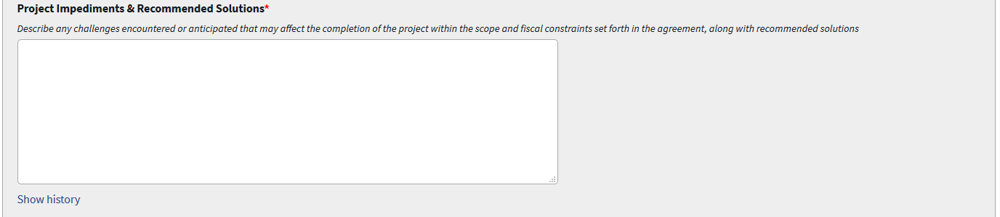 Project Impediments & Recommended Solutions*
Describe any challenges encountered or anticipated that may affect the completion of the project within the scope and fiscal constraints set forth in the agreement, along with recommended solutions
Show history